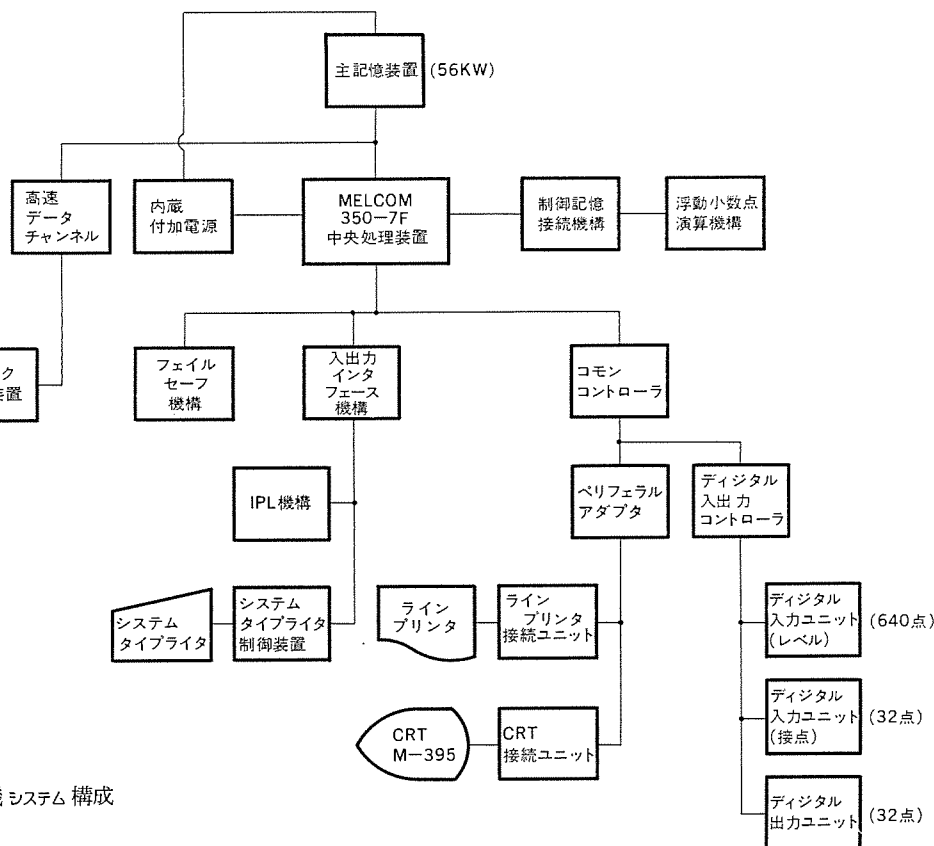 主記憶装置
(56KW)
高速
データ
チャンネル
内蔵
付加電源
MELCOM
350-7F
中央処理装置
制御記憶
接続機構
浮動小数点
演算機構
ク
装置
フェイル
セーフ
機構
入出力
インタ
フェース
機構
コモン
コントローラ
IPL機構
ペリフェラル
アダプタ
ディジタル
入出力
コントローラ
システム
タイプライタ
システム
タイプライタ
制御装置
ライン
プリンタ
ライン
プリンタ
接続ユニット
ディジタル
入力ユニット
(レベル)
(640点)
CRT
M-395
CRT
接続ユニット
ディジタル
入力ユニット
(接点)
(32点)
ディジタル
出力ユニット
(32点)
システム構成